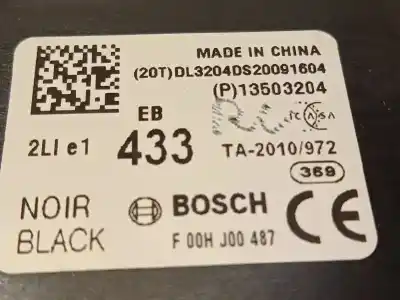 MADE IN CHINA
(20T)DL3204DS20091604
(P)13503204
EB
2LI e1 433 TA-2010/972
369
NOIR BOSCH CE
BLACK F 00H J00 487